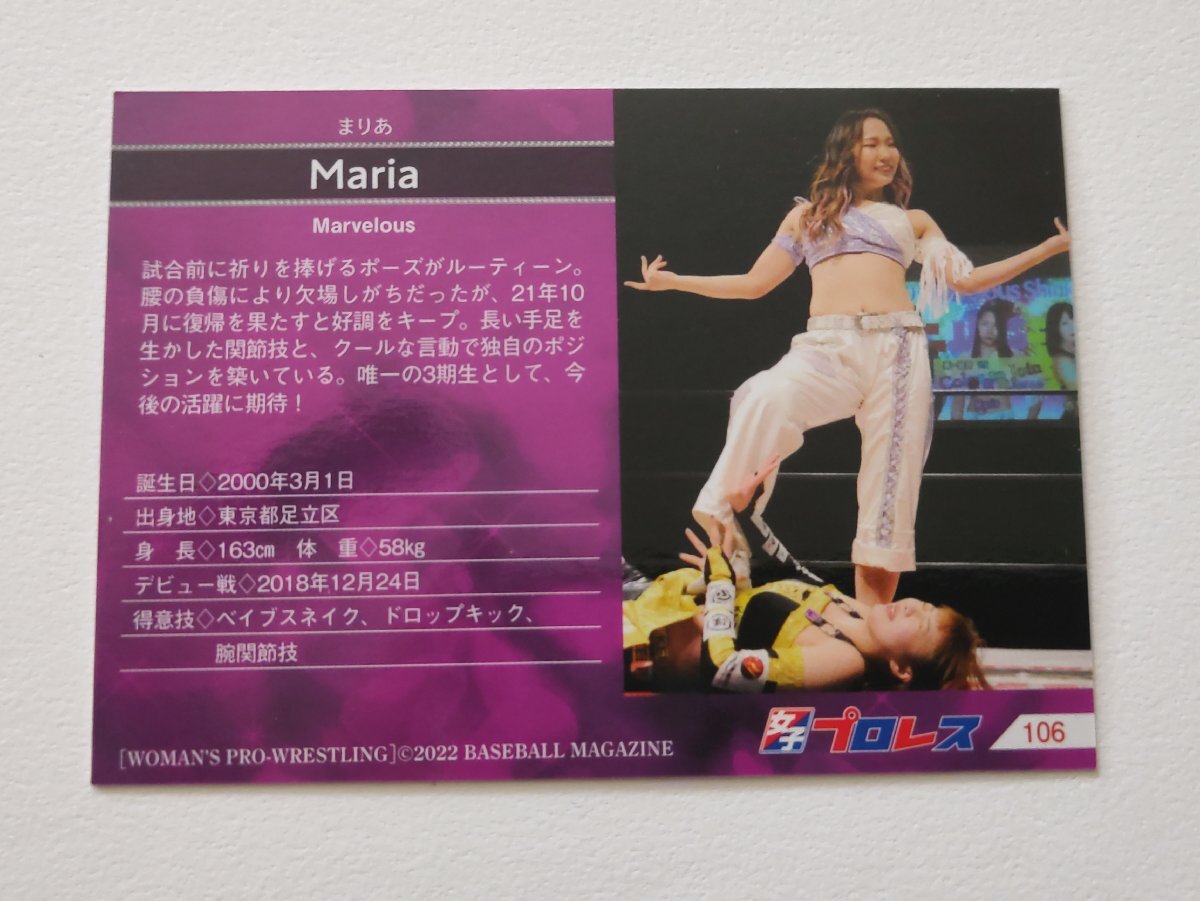 まりあ
Maria
Marvelous
試合前に祈りを捧げるポーズがルーティーン。
腰の負傷により欠場しがちだったが、21年10
月に復帰を果たすと好調をキープ。長い手足を
生かした関節技と、クールな言動で独自のポジ
ションを築いている。唯一の3期生として、今
後の活躍に期待！
誕生日◇2000年3月1日
出身地◇東京都足立区
身　長◇163㎝　体　重◇58㎏
デビュー戦◇2018年12月24日
得意技◇ベイブスネイク、ドロップキック、
腕関節技
女子プロレス
106
[WOMAN'S PRO-WRESTLING]©2022 BASEBALL MAGAZINE